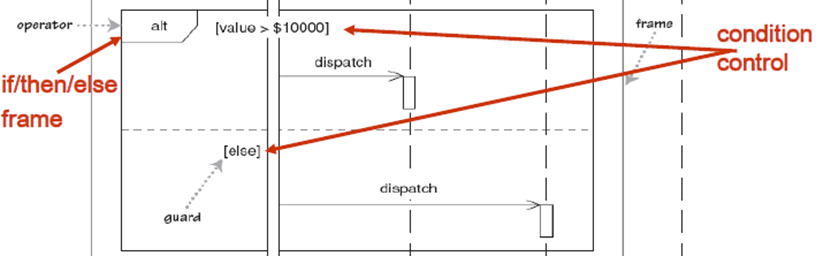 operator
alt
[value > $10000]
frame
condition
control
dispatch
if/then/else
frame
[else]
dispatch
guard